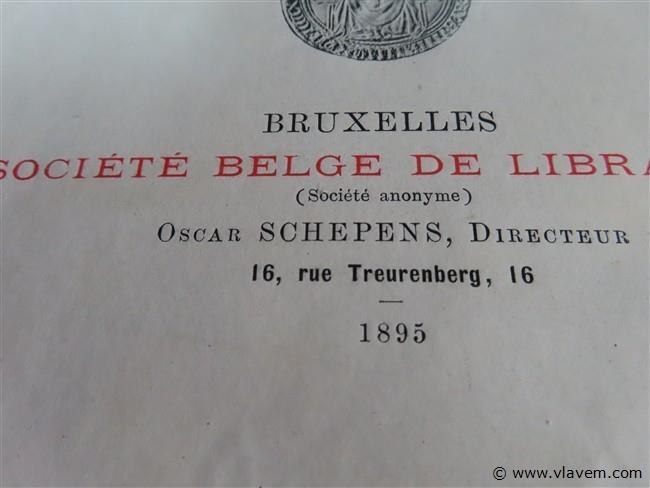 BRUXELLES
SOCIÉTÉ BELGE DE LIBRA
(Société anonyme)
OSCAR SCHEPENS, DIRECTEUR
16, rue Treurenberg, 16
1895
© www.vlavem.com